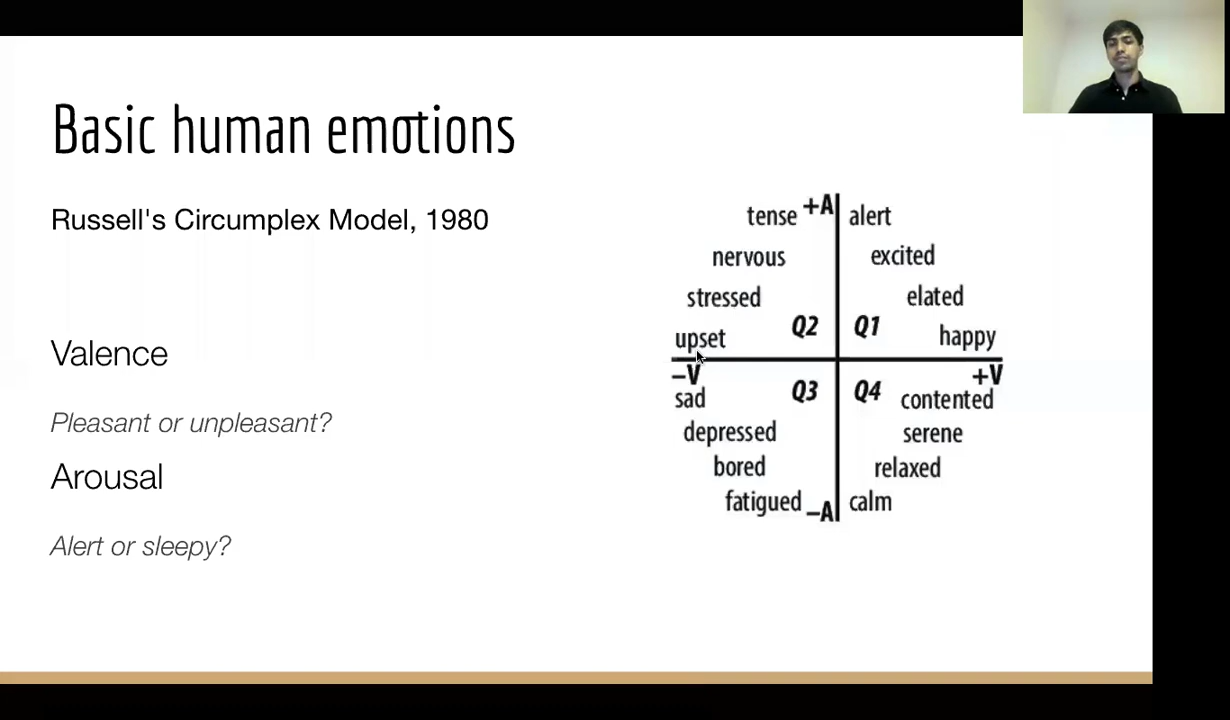 Basic human emotions
Russell's Circumplex Model, 1980
Valence
Pleasant or unpleasant?
Arousal
Alert or sleepy?
tense +A alert
nervous excited
stressed elated
upset Q2 Q1 happy
–V +V
sad Q3 Q4 contented
depressed serene
bored relaxed
fatigued –A calm